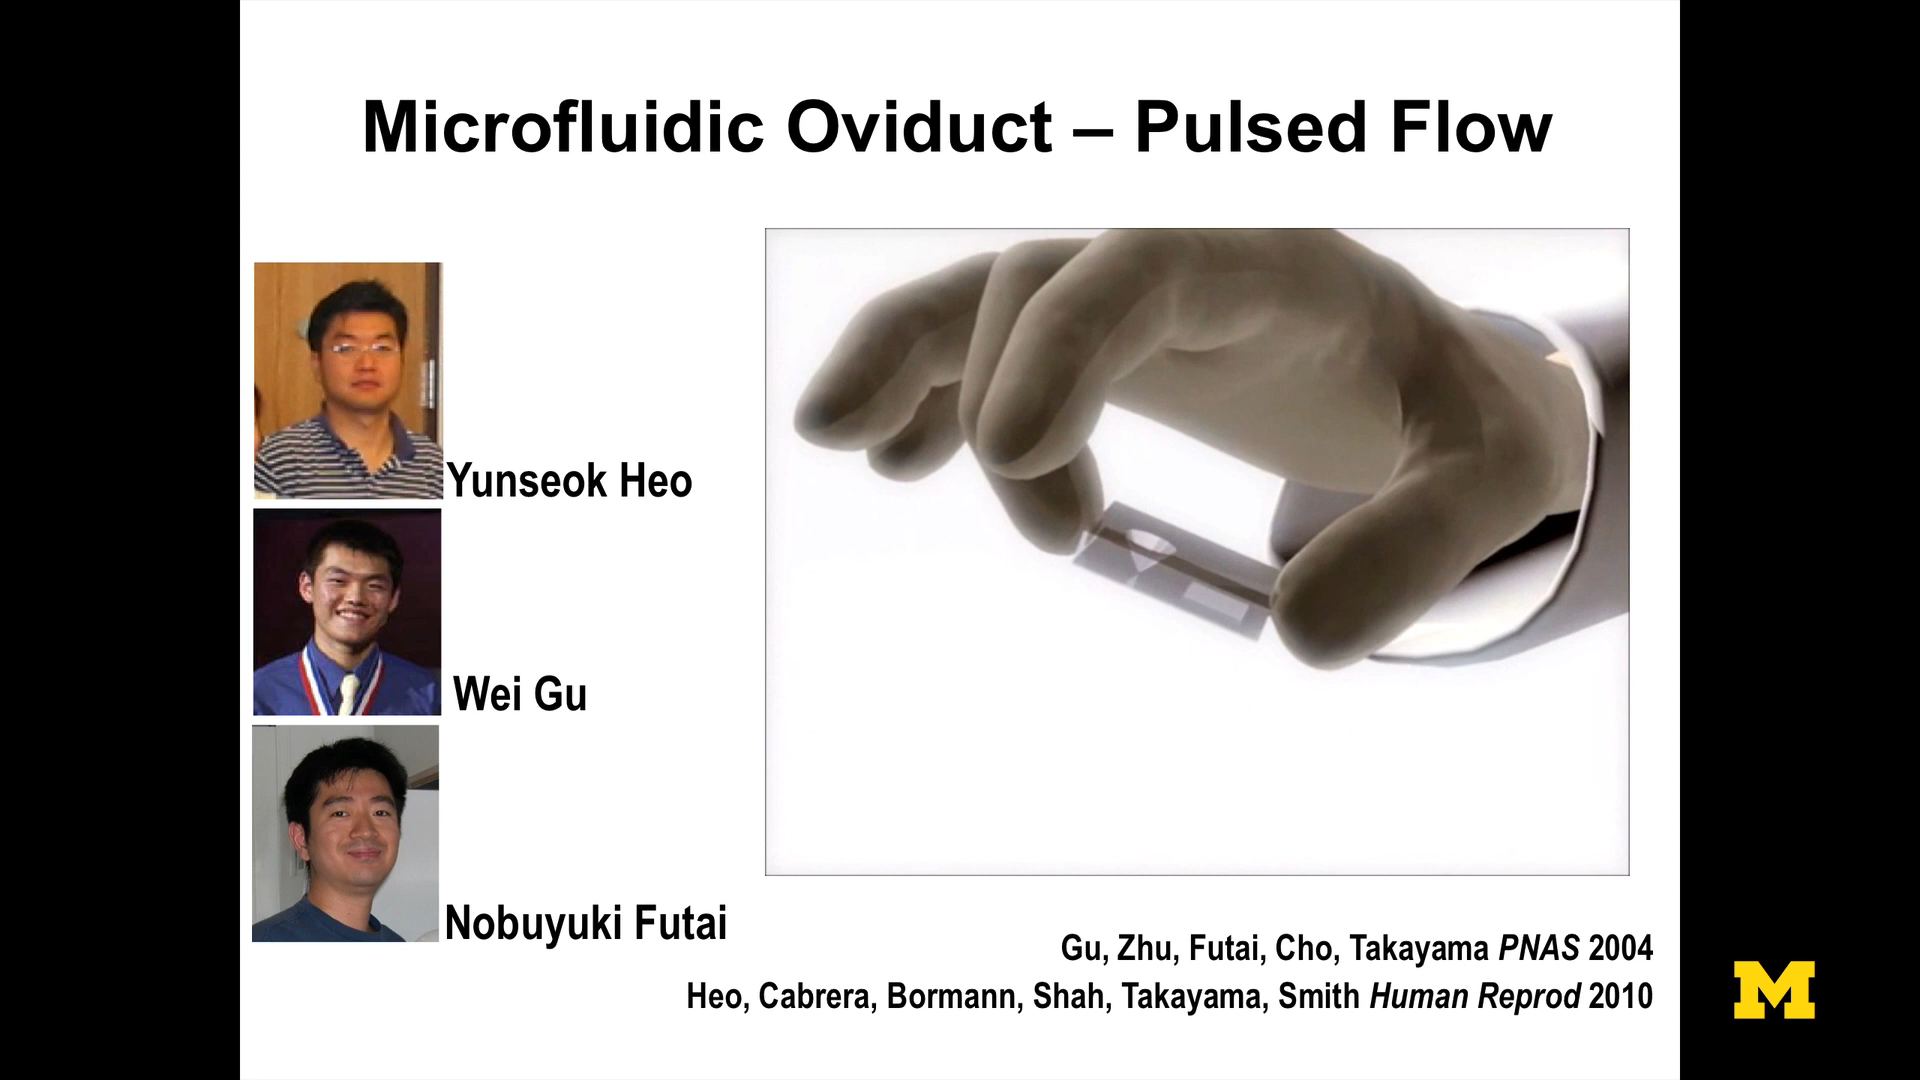 Microfluidic Oviduct – Pulsed Flow
Yunseok Heo
Wei Gu
Nobuyuki Futai
Gu, Zhu, Futai, Cho, Takayama PNAS 2004
Heo, Cabrera, Bormann, Shah, Takayama, Smith Human Reprod 2010
M